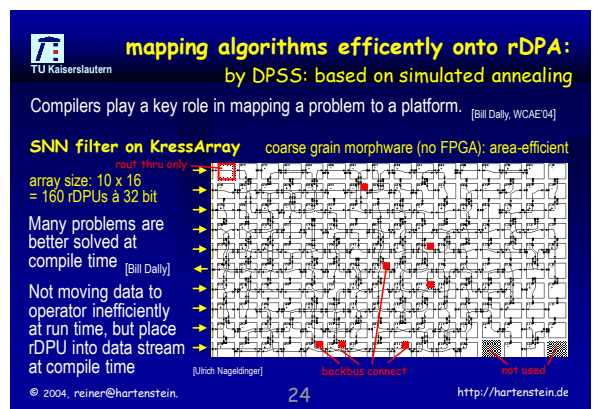 mapping algorithms efficently onto rDPA:
TU Kaiserslautern
by DPSS: based on simulated annealing
Compilers play a key role in mapping a problem to a platform. [Bill Dally, WCAE'04]
SNN filter on KressArray
coarse grain morphware (no FPGA): area-efficient
rout thru only
array size: 10 x 16
= 160 rDPUs à 32 bit
Many problems are
better solved at
compile time [Bill Dally]
Not moving data to
operator inefficiently
at run time, but place
rDPU into data stream
at compile time
[Ulrich Nageldinger]
backbus connect
not used
© 2004, reiner@hartenstein.
24
http://hartenstein.de